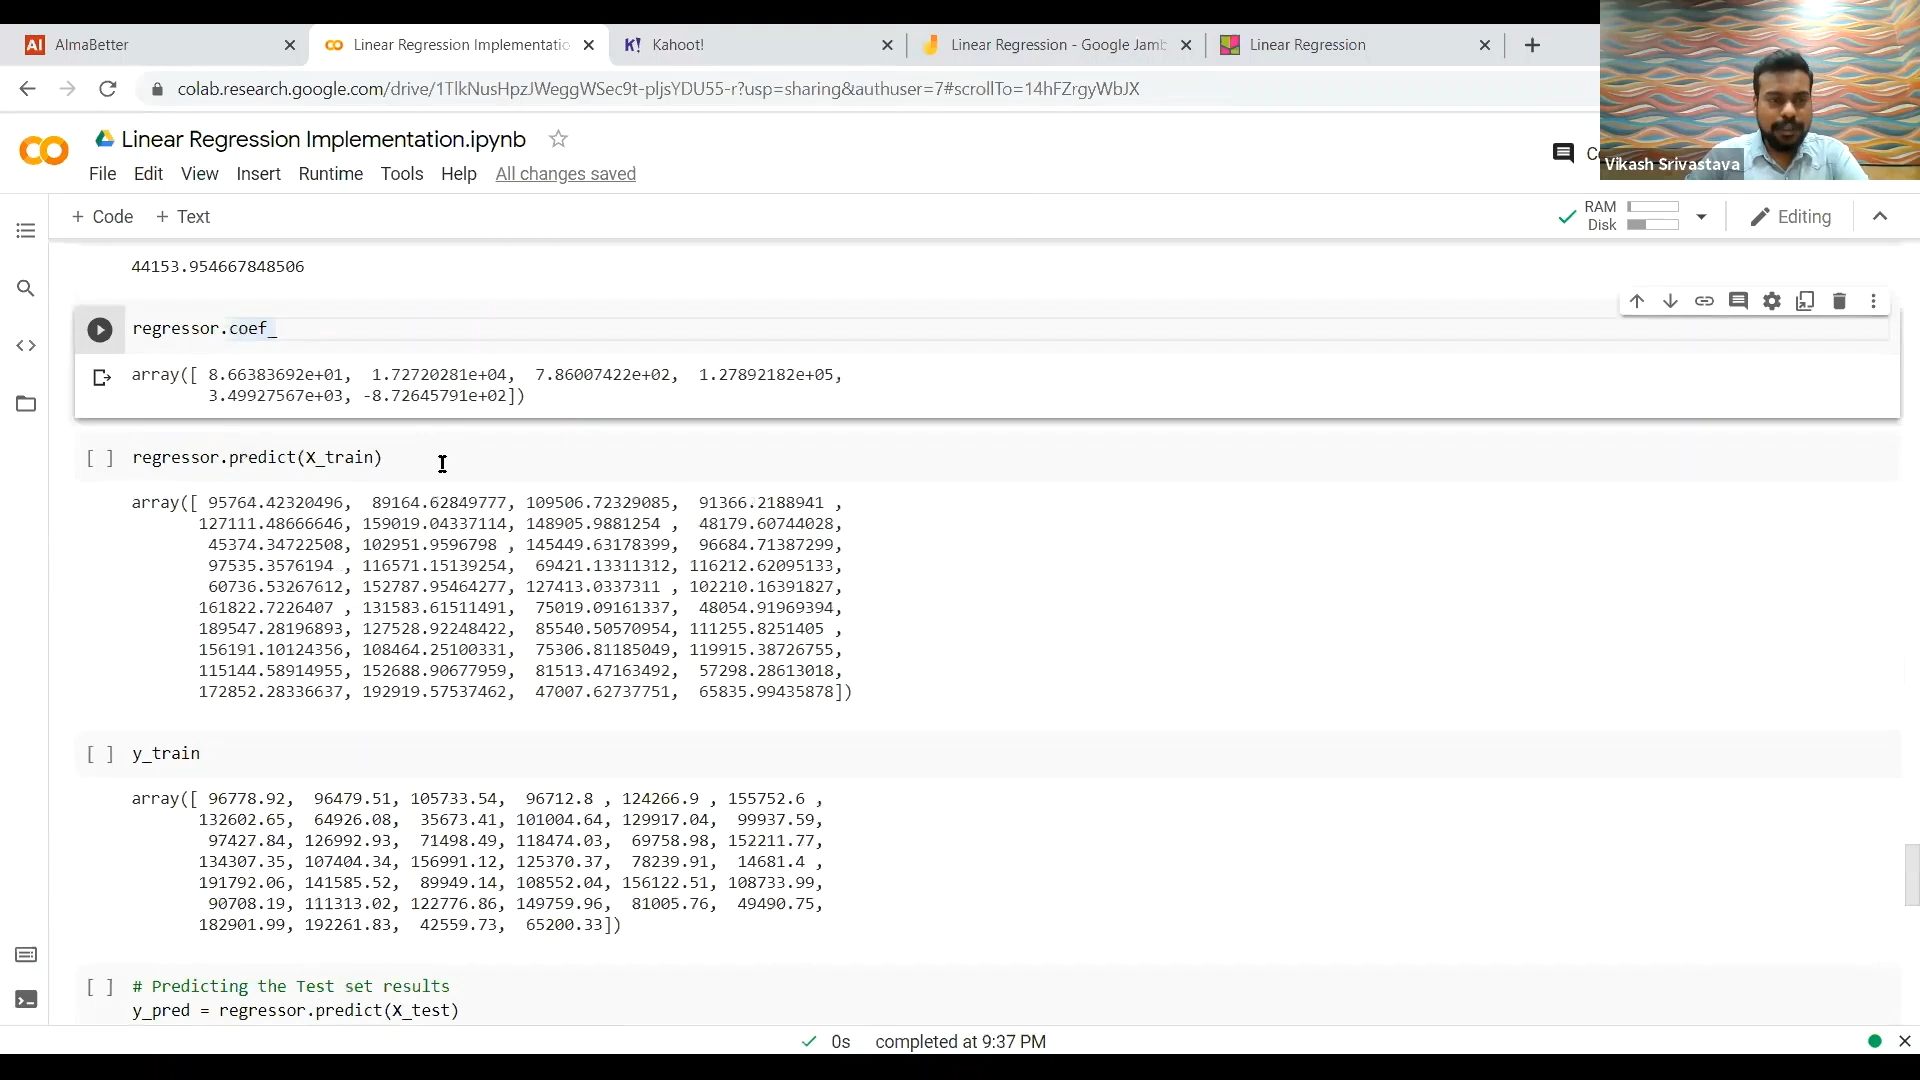 AI AlmaBetter
Linear Regression Implementatio
K! Kahoot!
Linear Regression - Google Jamb
Linear Regression
colab.research.google.com/drive/1TlkNusHpzJWeggWSec9t-pljsYDU55-r?usp=sharing&authuser=7#scrollTo=14hFZrgyWbJX
Linear Regression Implementation.ipynb
File Edit View Insert Runtime Tools Help All changes saved
Vikash Srivastava
+ Code + Text
RAM
Disk
Editing
44153.954667848506
regressor.coef_
array([ 8.66383692e+01, 1.72720281e+04, 7.86007422e+02, 1.27892182e+05,
3.49927567e+03, -8.72645791e+02])
[ ] regressor.predict(X_train)
array([ 95764.42320496, 89164.62849777, 109506.72329085, 91366.2188941 ,
127111.48666646, 159019.04337114, 148905.9881254 , 48179.60744028,
45374.34722508, 102951.9596798 , 145449.63178399, 96684.71387299,
97535.3576194 , 116571.15139254, 69421.13311312, 116212.62095133,
60736.53267612, 152787.95464277, 127413.0337311 , 102210.16391827,
161822.7226407 , 131583.61511491, 75019.09161337, 48054.91969394,
189547.28196893, 127528.92248422, 85540.50570954, 111255.8251405 ,
156191.10124356, 108464.25100331, 75306.81185049, 119915.38726755,
115144.58914955, 152688.90677959, 81513.47163492, 57298.28613018,
172852.28336637, 192919.57537462, 47007.62737751, 65835.99435878])
[ ] y_train
array([ 96778.92, 96479.51, 105733.54, 96712.8 , 124266.9 , 155752.6 ,
132602.65, 64926.08, 35673.41, 101004.64, 129917.04, 99937.59,
97427.84, 126992.93, 71498.49, 118474.03, 69758.98, 152211.77,
134307.35, 107404.34, 156991.12, 125370.37, 78239.91, 14681.4 ,
191792.06, 141585.52, 89949.14, 108552.04, 156122.51, 108733.99,
90708.19, 111313.02, 122776.86, 149759.96, 81005.76, 49490.75,
182901.99, 192261.83, 42559.73, 65200.33])
[ ] # Predicting the Test set results
y_pred = regressor.predict(X_test)
0s completed at 9:37 PM